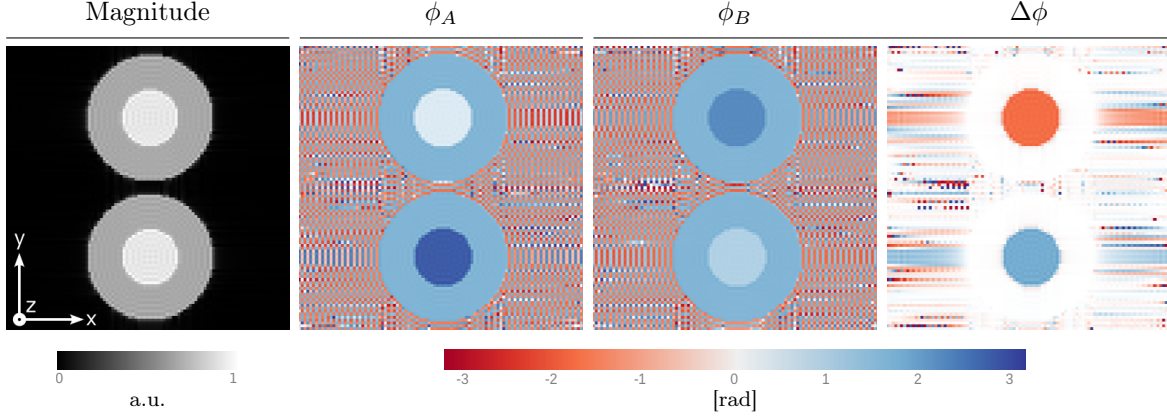 Magnitude
ϕ_A
ϕ_B
Δϕ
y
z
x
0
1
a.u.
-3
-2
-1
0
1
2
3
[rad]